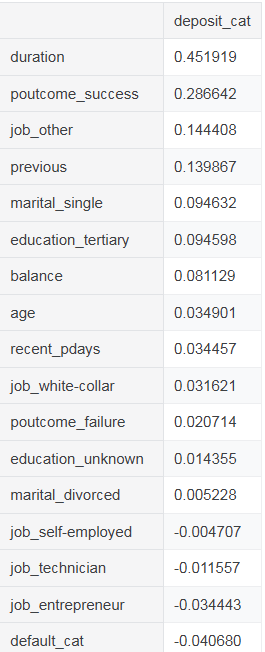 deposit_cat
duration 0.451919
poutcome_success 0.286642
job_other 0.144408
previous 0.139867
marital_single 0.094632
education_tertiary 0.094598
balance 0.081129
age 0.034901
recent_pdays 0.034457
job_white-collar 0.031621
poutcome_failure 0.020714
education_unknown 0.014355
marital_divorced 0.005228
job_self-employed -0.004707
job_technician -0.011557
job_entrepreneur -0.034443
default_cat -0.040680